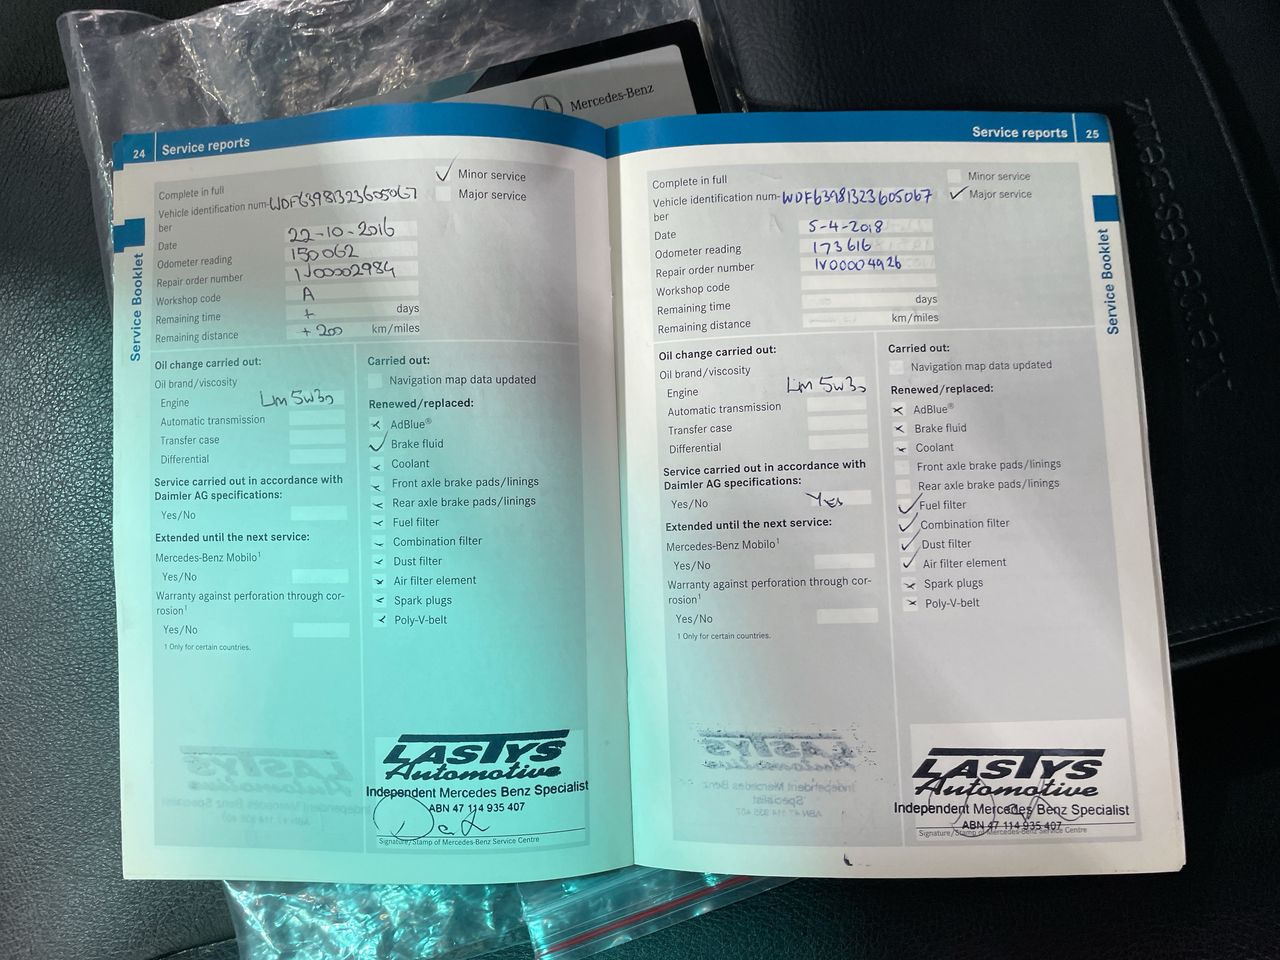 Mercedes-Benz
24 Service reports
Complete in full
✓ Minor service
Major service
Vehicle identification num-
ber WDF63981323605067
Date 22-10-2016
Odometer reading 150062
Repair order number 1V00002984
Workshop code A
Remaining time + days
Remaining distance +200 km/miles
Oil change carried out:
Oil brand/viscosity
Engine Lm 5w30
Automatic transmission
Transfer case
Differential
Service carried out in accordance with
Daimler AG specifications:
Yes/No
Extended until the next service:
Mercedes-Benz Mobilo¹
Yes/No
Warranty against perforation through cor-
rosion¹
Yes/No
1 Only for certain countries.
Carried out:
Navigation map data updated
Renewed/replaced:
× AdBlue®
✓ Brake fluid
× Coolant
× Front axle brake pads/linings
× Rear axle brake pads/linings
× Fuel filter
× Combination filter
× Dust filter
× Air filter element
× Spark plugs
× Poly-V-belt
LASTYS
Automotive
Independent Mercedes Benz Specialist
ABN 47 114 935 407
Signature/Stamp of Mercedes-Benz Service Centre
Service Booklet
Service reports 25
Complete in full
Minor service
✓ Major service
Vehicle identification num-
ber WDF63981323605067
Date 5-4-2018
Odometer reading 173616
Repair order number 1V00004926
Workshop code
Remaining time days
Remaining distance km/miles
Oil change carried out:
Oil brand/viscosity
Engine Lm 5w30
Automatic transmission
Transfer case
Differential
Service carried out in accordance with
Daimler AG specifications:
Yes/No Yes
Extended until the next service:
Mercedes-Benz Mobilo¹
Yes/No
Warranty against perforation through cor-
rosion¹
Yes/No
1 Only for certain countries.
Carried out:
Navigation map data updated
Renewed/replaced:
× AdBlue®
× Brake fluid
× Coolant
Front axle brake pads/linings
Rear axle brake pads/linings
✓ Fuel filter
✓ Combination filter
✓ Dust filter
✓ Air filter element
× Spark plugs
× Poly-V-belt
LASTYS
Automotive
Independent Mercedes Benz Specialist
ABN 47 114 935 407
Signature/Stamp of Mercedes-Benz Service Centre
Service Booklet
Mercedes-Benz